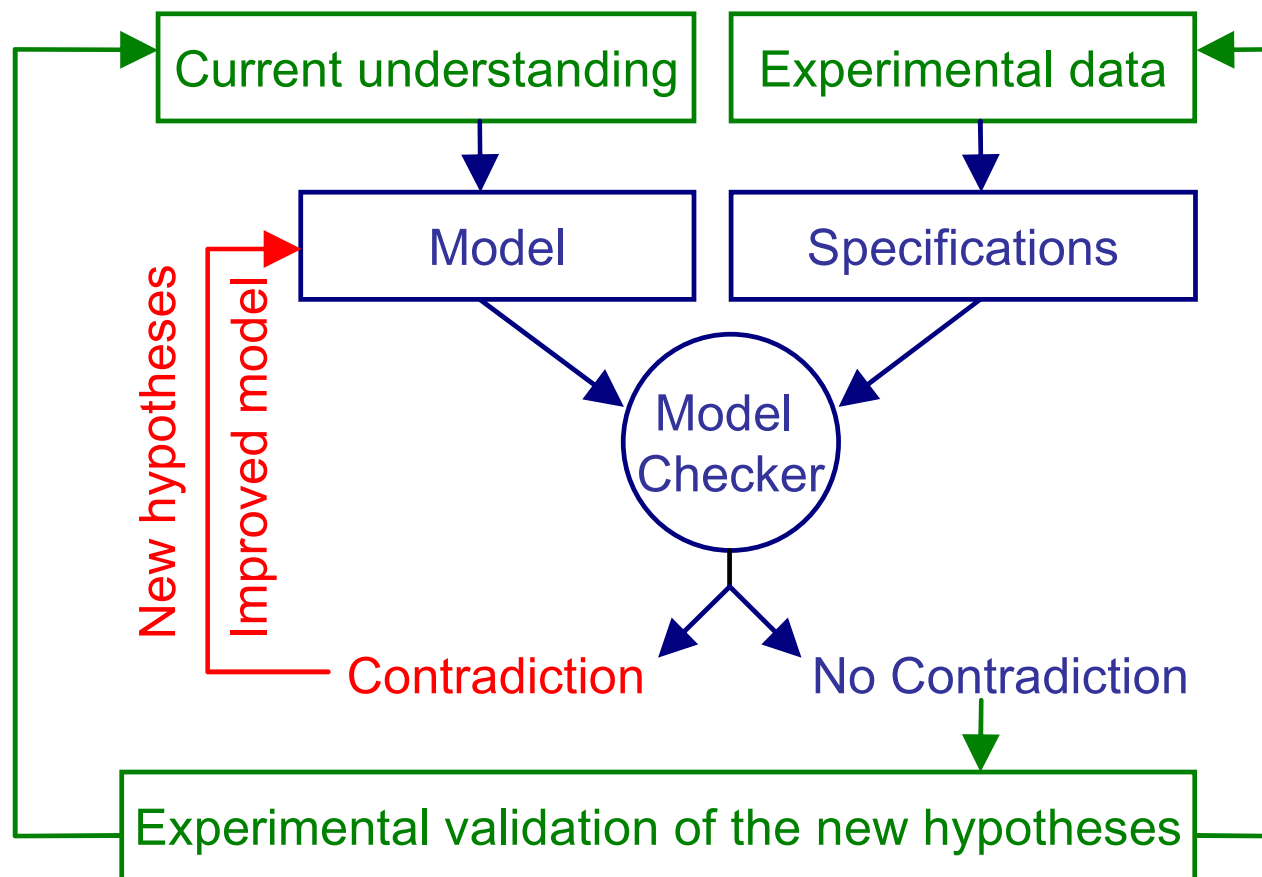 Current understanding
Experimental data
Model
Specifications
New hypotheses
Improved model
Model
Checker
Contradiction
No Contradiction
Experimental validation of the new hypotheses